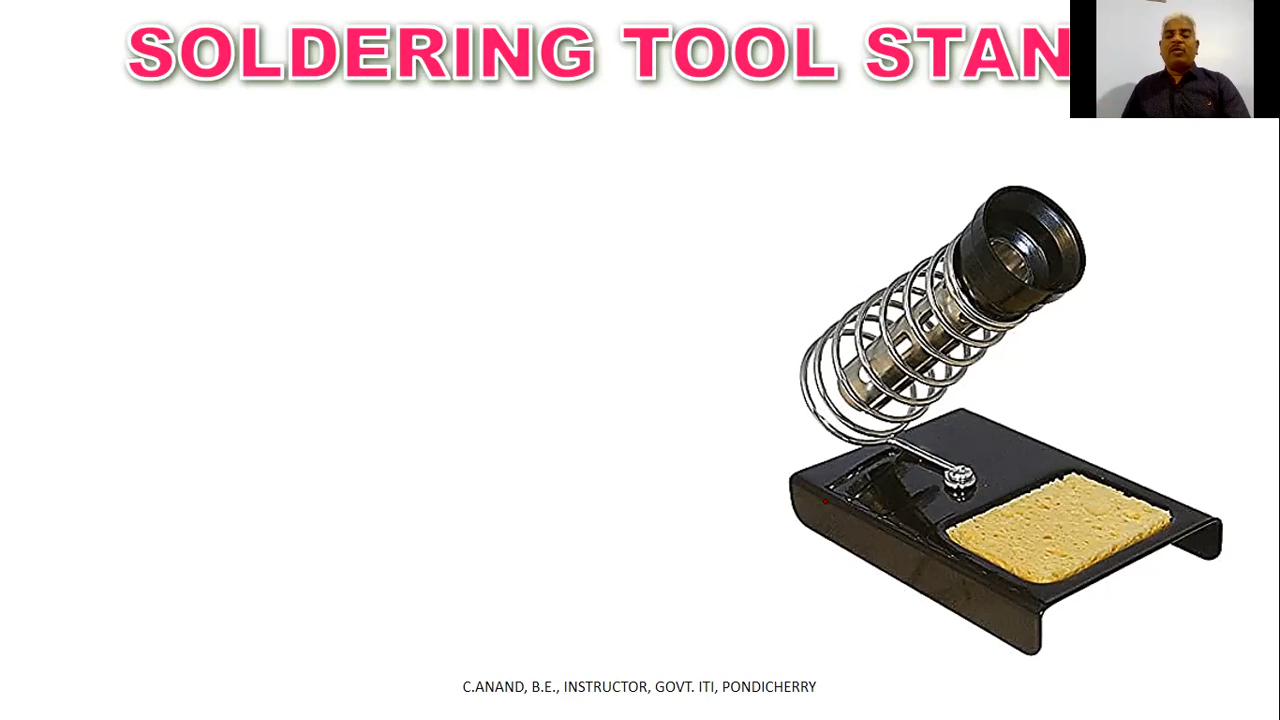 SOLDERING TOOL STAN
C.ANAND, B.E., INSTRUCTOR, GOVT. ITI, PONDICHERRY